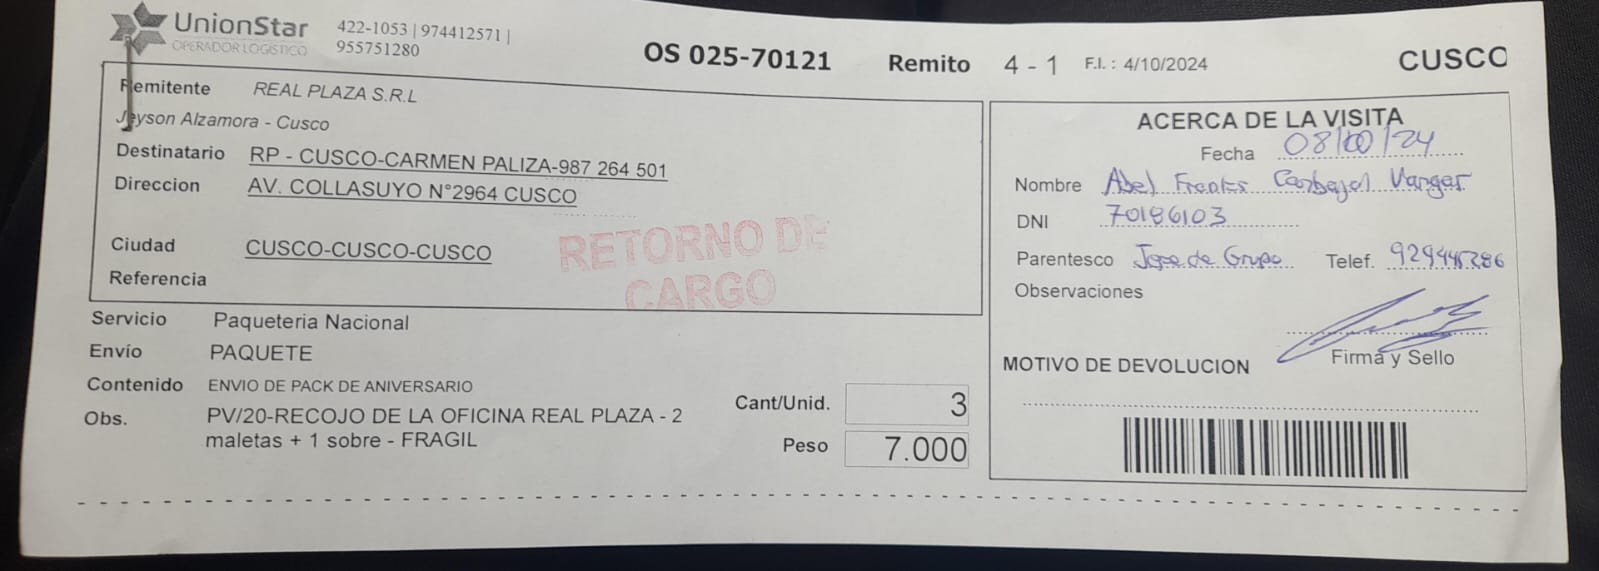 UnionStar
OPERADOR LOGÍSTICO
422-1053 | 974412571 |
955751280
OS 025-70121
Remito 4 - 1 F.I. : 4/10/2024
CUSCO
Remitente REAL PLAZA S.R.L
Jeyson Alzamora - Cusco
Destinatario RP - CUSCO-CARMEN PALIZA-987 264 501
Direccion AV. COLLASUYO N°2964 CUSCO
Ciudad CUSCO-CUSCO-CUSCO
Referencia
RETORNO DE
CARGO
Servicio Paqueteria Nacional
Envío PAQUETE
Contenido ENVIO DE PACK DE ANIVERSARIO
Obs. PV/20-RECOJO DE LA OFICINA REAL PLAZA - 2
maletas + 1 sobre - FRAGIL
Cant/Unid. 3
Peso 7.000
ACERCA DE LA VISITA
Fecha
Nombre Abel Carbajal
DNI 70186103
Parentesco Jefe de Grupo Telef.
Observaciones
Firma y Sello
MOTIVO DE DEVOLUCION